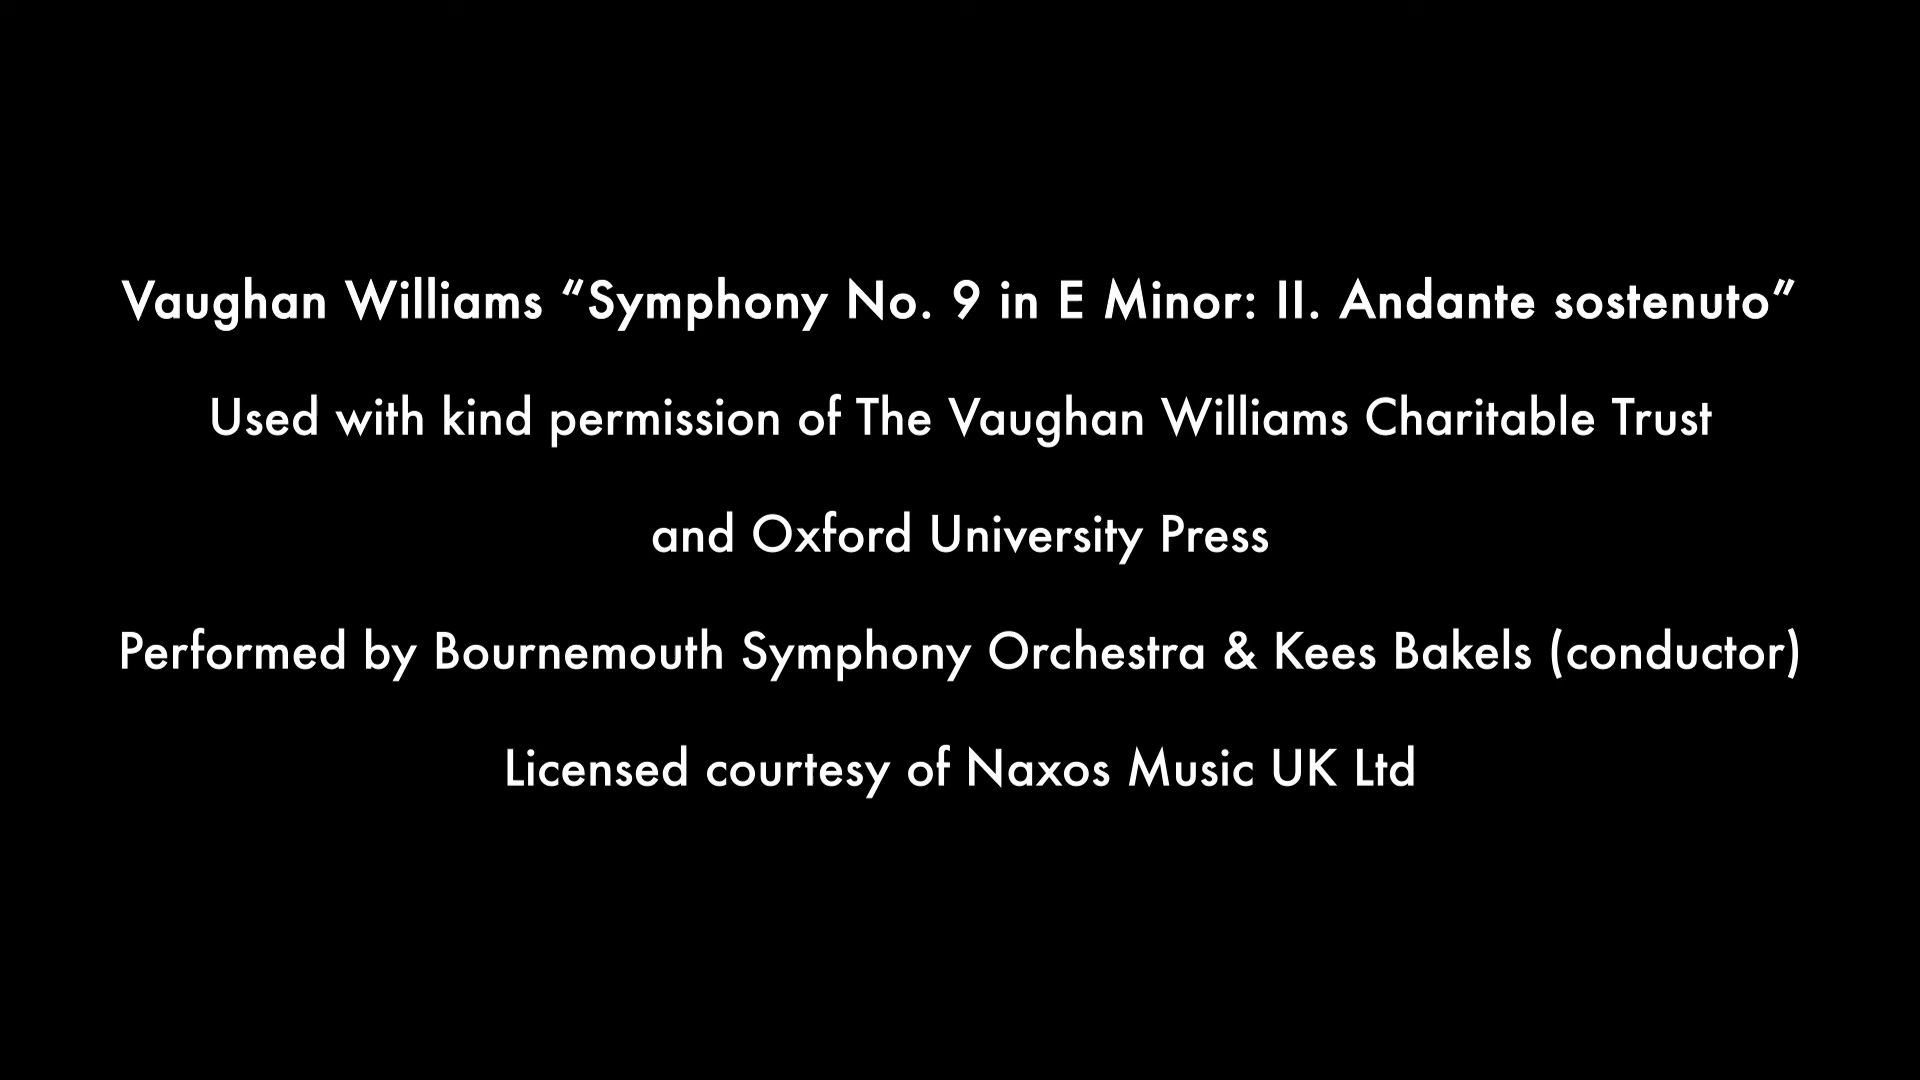 Vaughan Williams “Symphony No. 9 in E Minor: II. Andante sostenuto”
Used with kind permission of The Vaughan Williams Charitable Trust
and Oxford University Press
Performed by Bournemouth Symphony Orchestra & Kees Bakels (conductor)
Licensed courtesy of Naxos Music UK Ltd